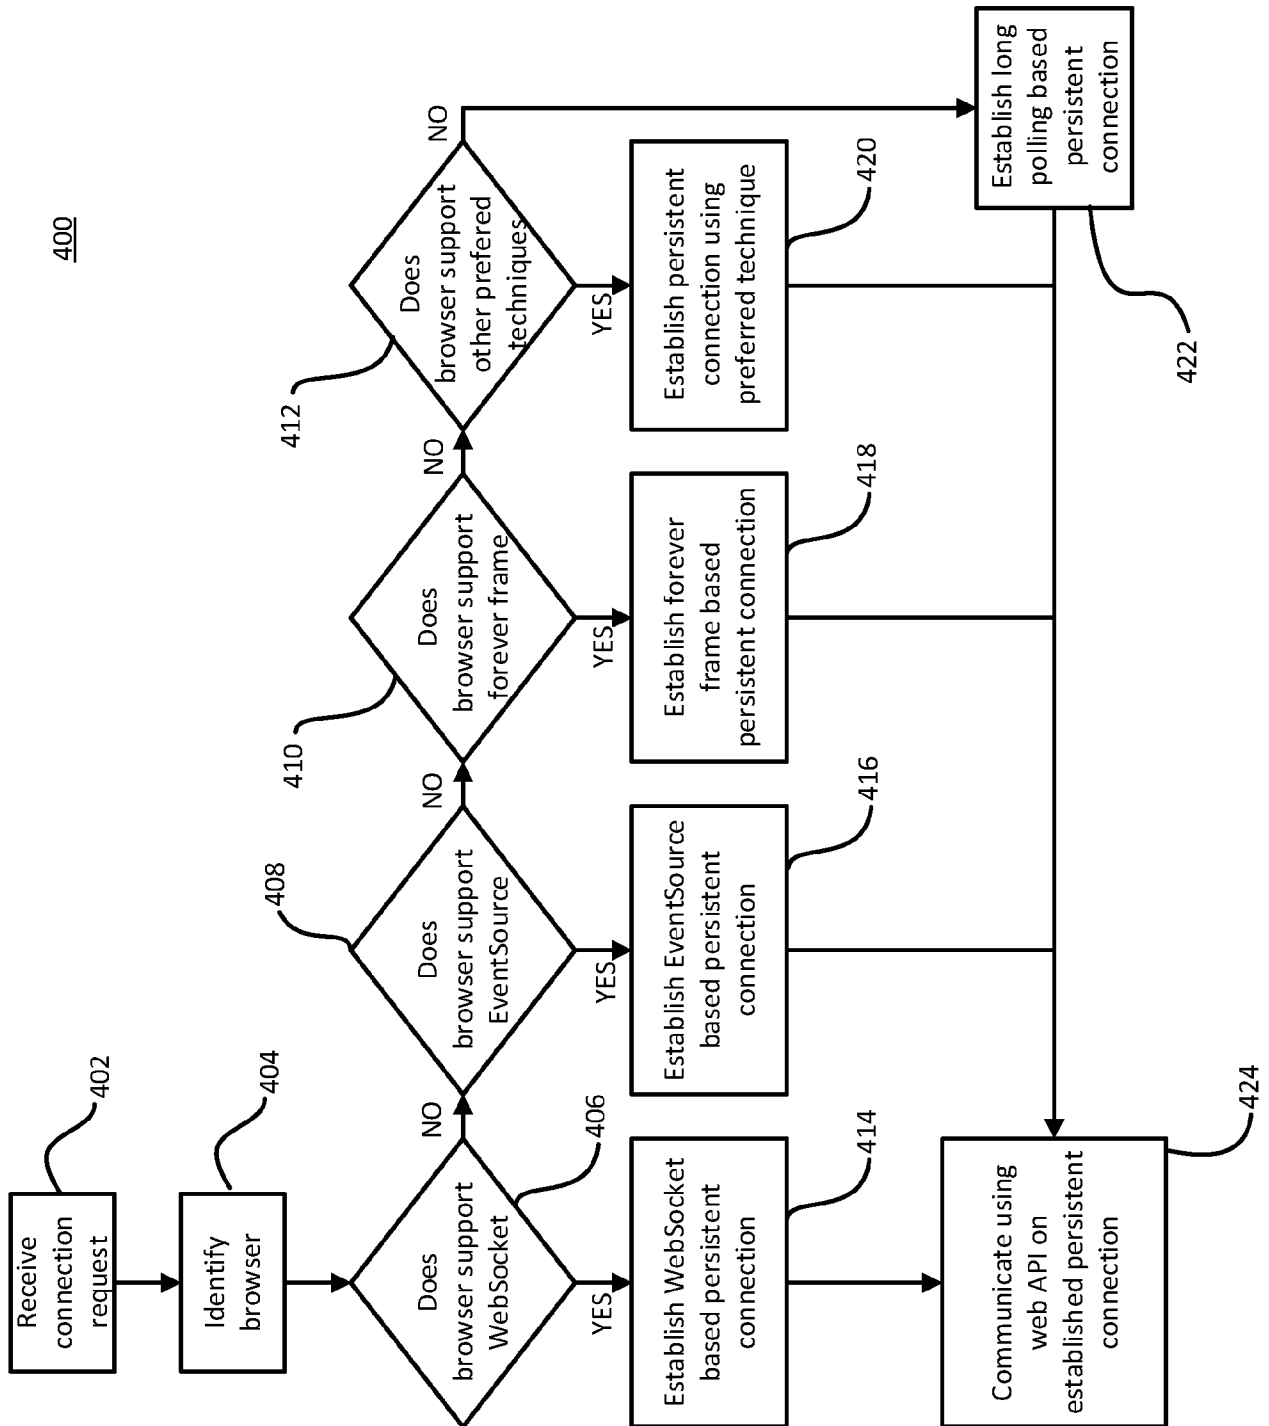 400
Receive
connection
request
402
Identify
browser
404
Does
browser support
WebSocket
406
NO
YES
Does
browser support
EventSource
408
NO
YES
Does
browser support
forever frame
410
NO
YES
Does
browser support
other prefered
techniques
412
NO
YES
Establish WebSocket
based persistent
connection
414
Establish EventSource
based persistent
connection
416
Establish forever
frame based
persistent connection
418
Establish persistent
connection using
preferred technique
420
Establish long
polling based
persistent
connection
422
Communicate using
web API on
established persistent
connection
424